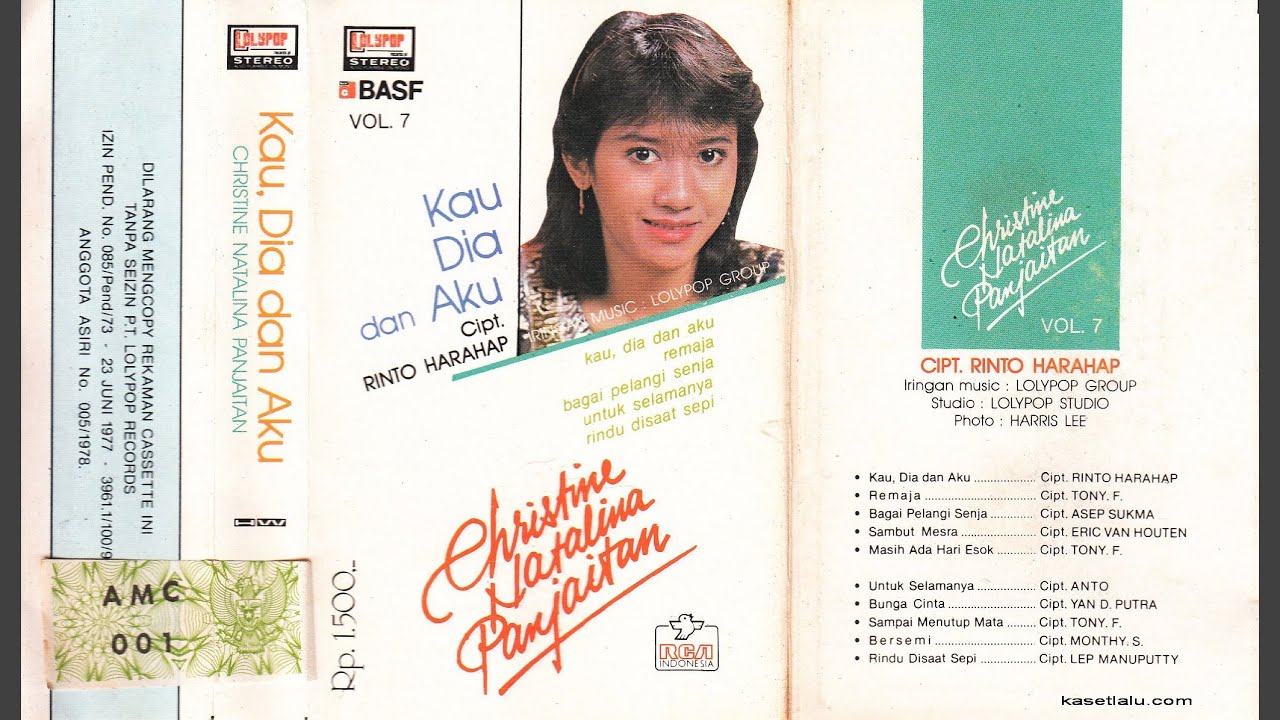 DILARANG MENGCOPY REKAMAN CASSETTE INI
TANPA SEIZIN P.T. LOLYPOP RECORDS
IZIN PEND. No. 085/Pend/73 - 23 JUNI 1977 - 3961.1/100/9
ANGGOTA ASIRI No. 005/1978.
AMC
001
LOLYPOP
STEREO
Kau, Dia dan Aku
CHRISTINE NATALINA PANJAITAN
HW
LOLYPOP
STEREO
BASF
VOL. 7
Kau
Dia
dan Aku
Cipt.
RINTO HARAHAP
IRINGAN MUSIC : LOLYPOP GROUP
kau, dia dan aku
remaja
bagai pelangi senja
untuk selamanya
rindu disaat sepi
Christine
Natalina
Panjaitan
Rp. 1.500,-
RCA
INDONESIA
Christine
Natalina
Panjaitan
VOL. 7
CIPT. RINTO HARAHAP
Iringan music : LOLYPOP GROUP
Studio : LOLYPOP STUDIO
Photo : HARRIS LEE
• Kau, Dia dan Aku ............... Cipt. RINTO HARAHAP
• Remaja ............................ Cipt. TONY. F.
• Bagai Pelangi Senja ............ Cipt. ASEP SUKMA
• Sambut Mesra .................. Cipt. ERIC VAN HOUTEN
• Masih Ada Hari Esok .......... Cipt. TONY. F.
• Untuk Selamanya ............... Cipt. ANTO
• Bunga Cinta ...................... Cipt. YAN D. PUTRA
• Sampai Menutup Mata ........ Cipt. TONY. F.
• Bersemi .......................... Cipt. MONTHY. S.
• Rindu Disaat Sepi .............. Cipt. LEP MANUPUTTY
kasetlalu.com